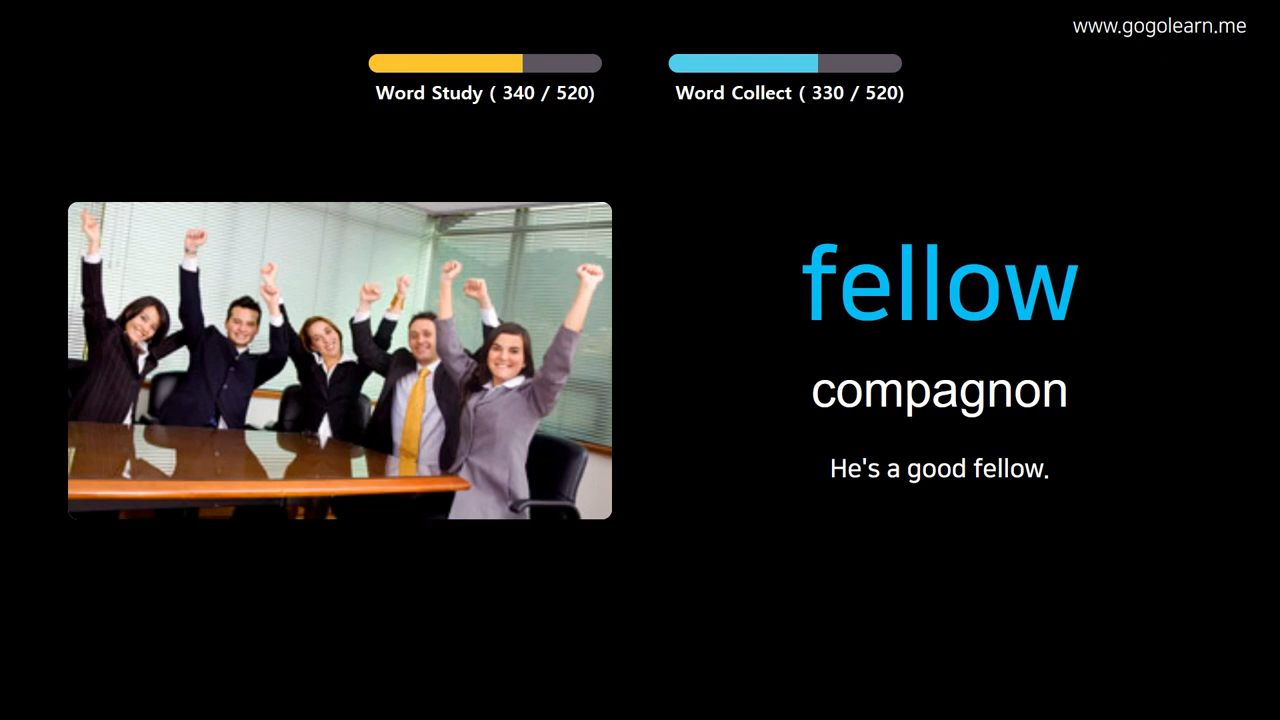 www.gogolearn.me
Word Study ( 340 / 520)
Word Collect ( 330 / 520)
fellow
compagnon
He's a good fellow.